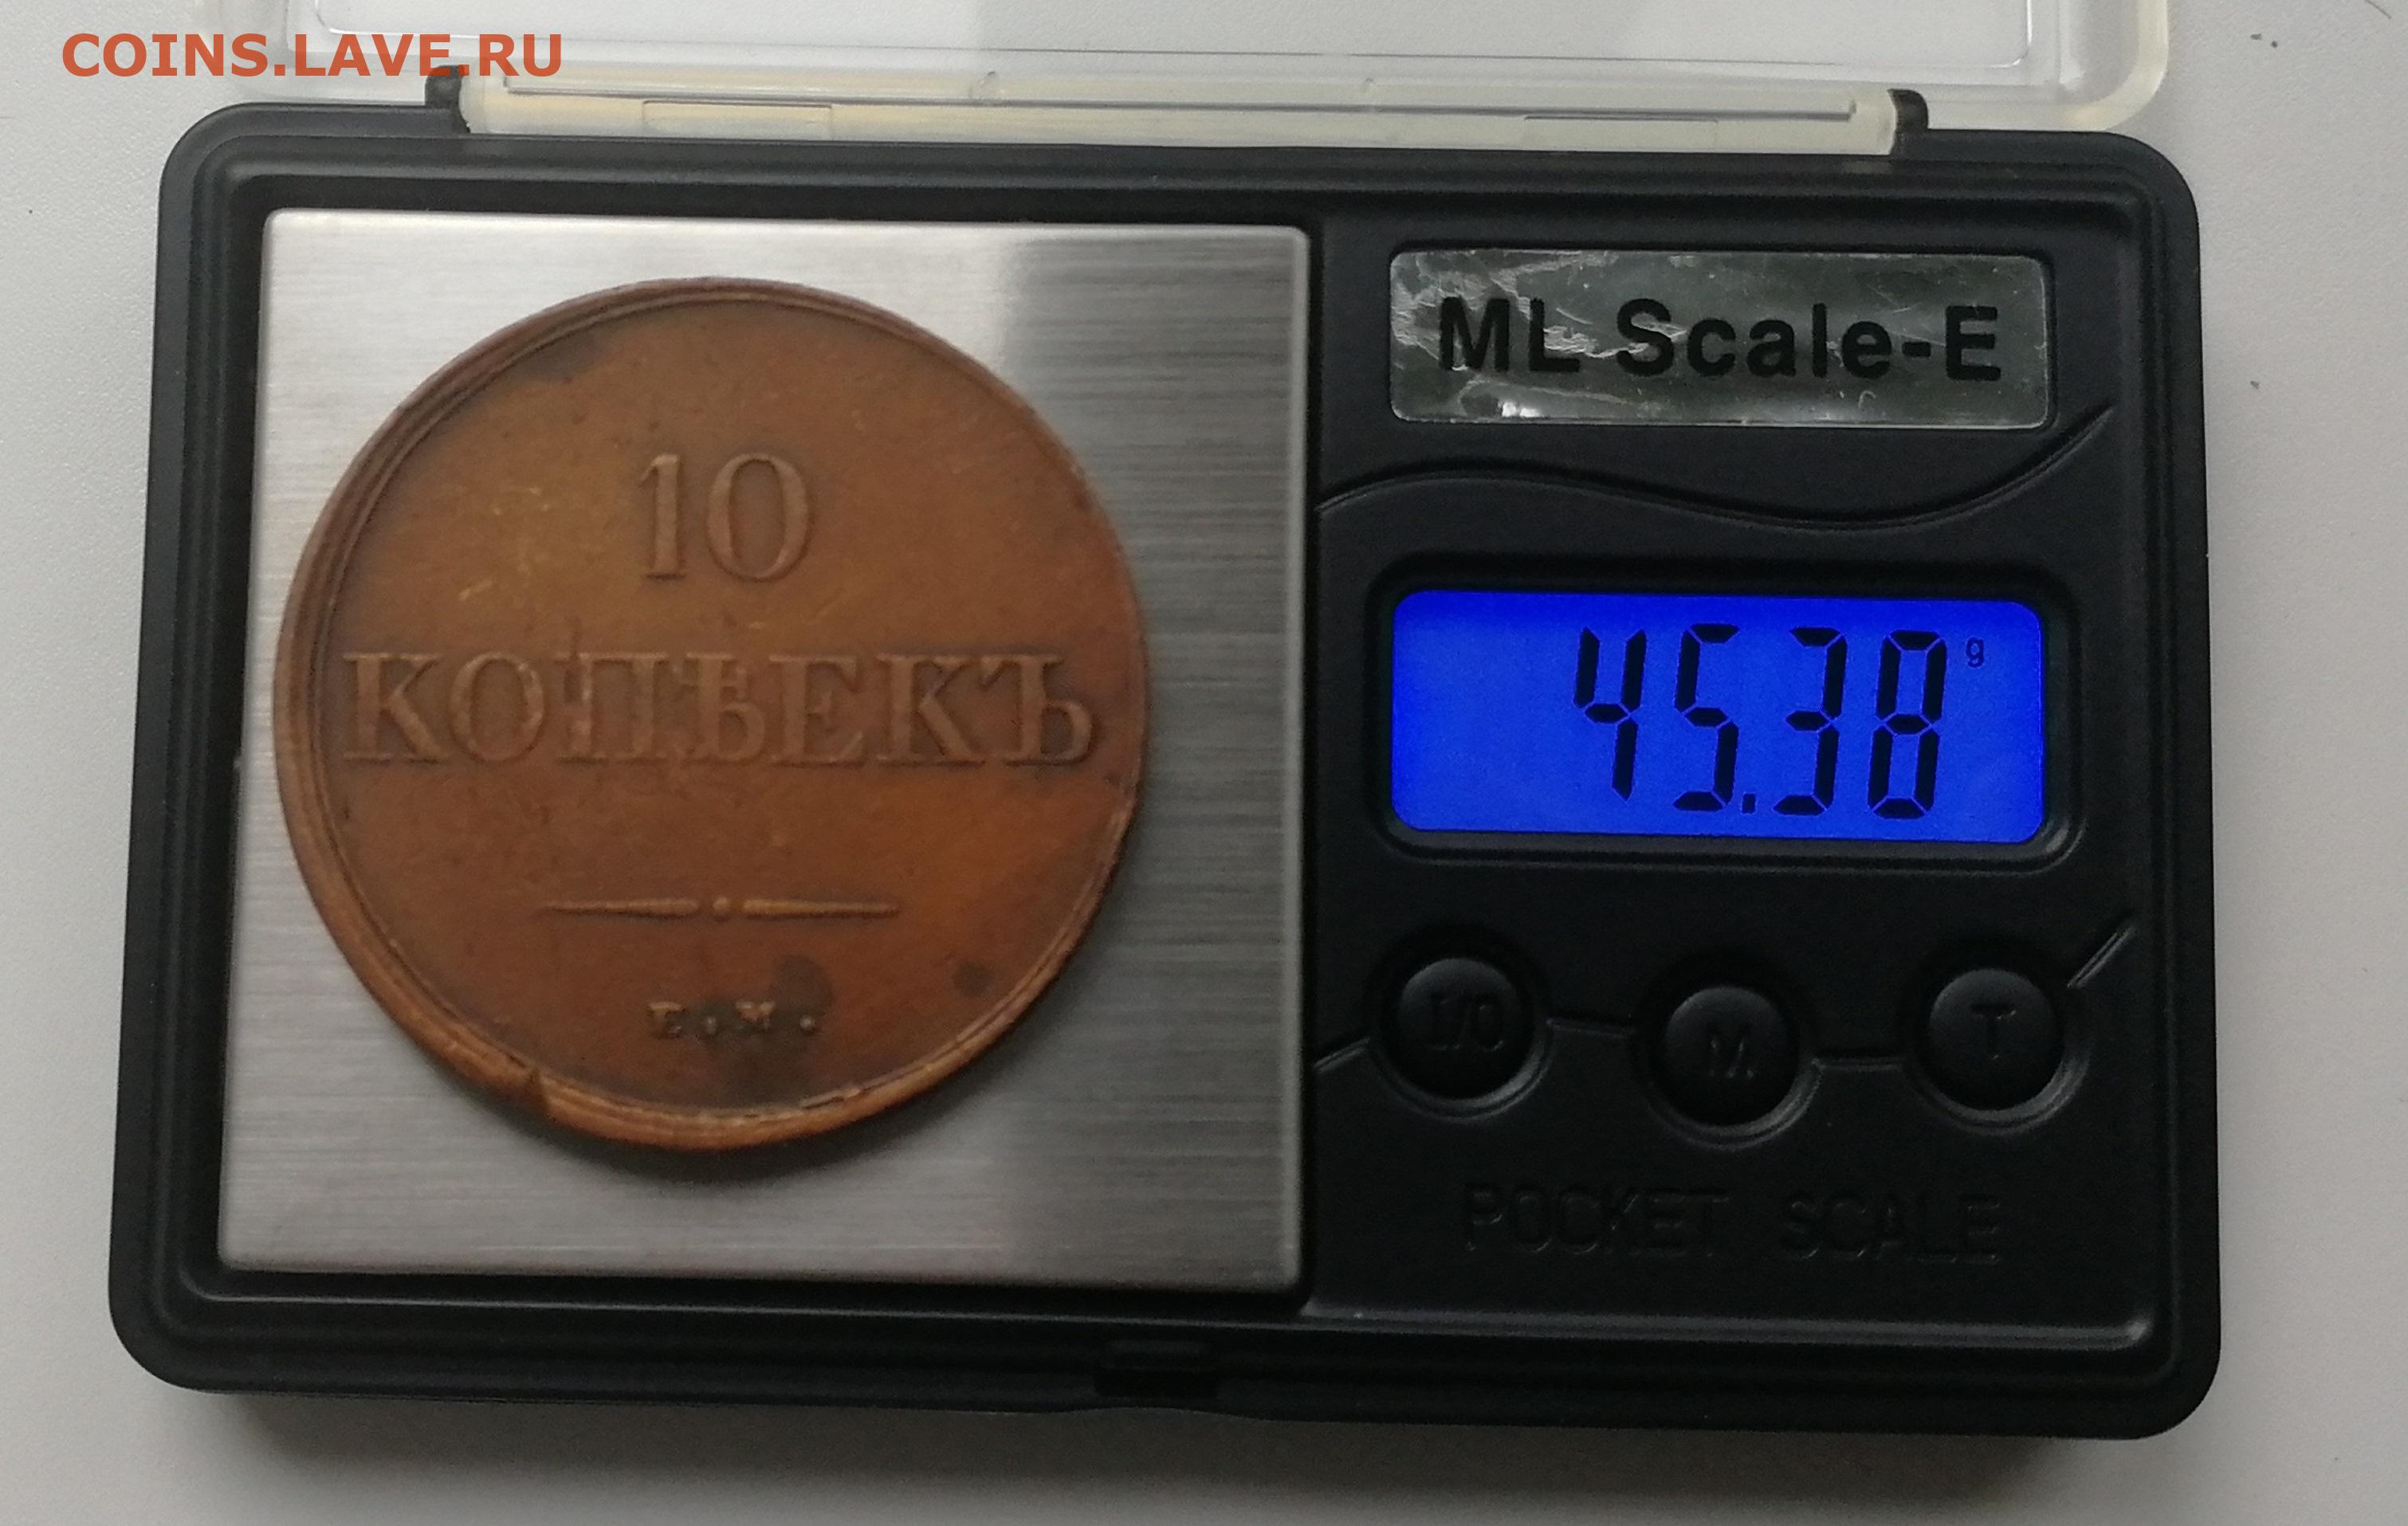 COINS.LAVE.RU
ML Scale-E
10
КОПѢЕКЪ
Е.М.
45.38 g
I/O
M
T
POCKET SCALE